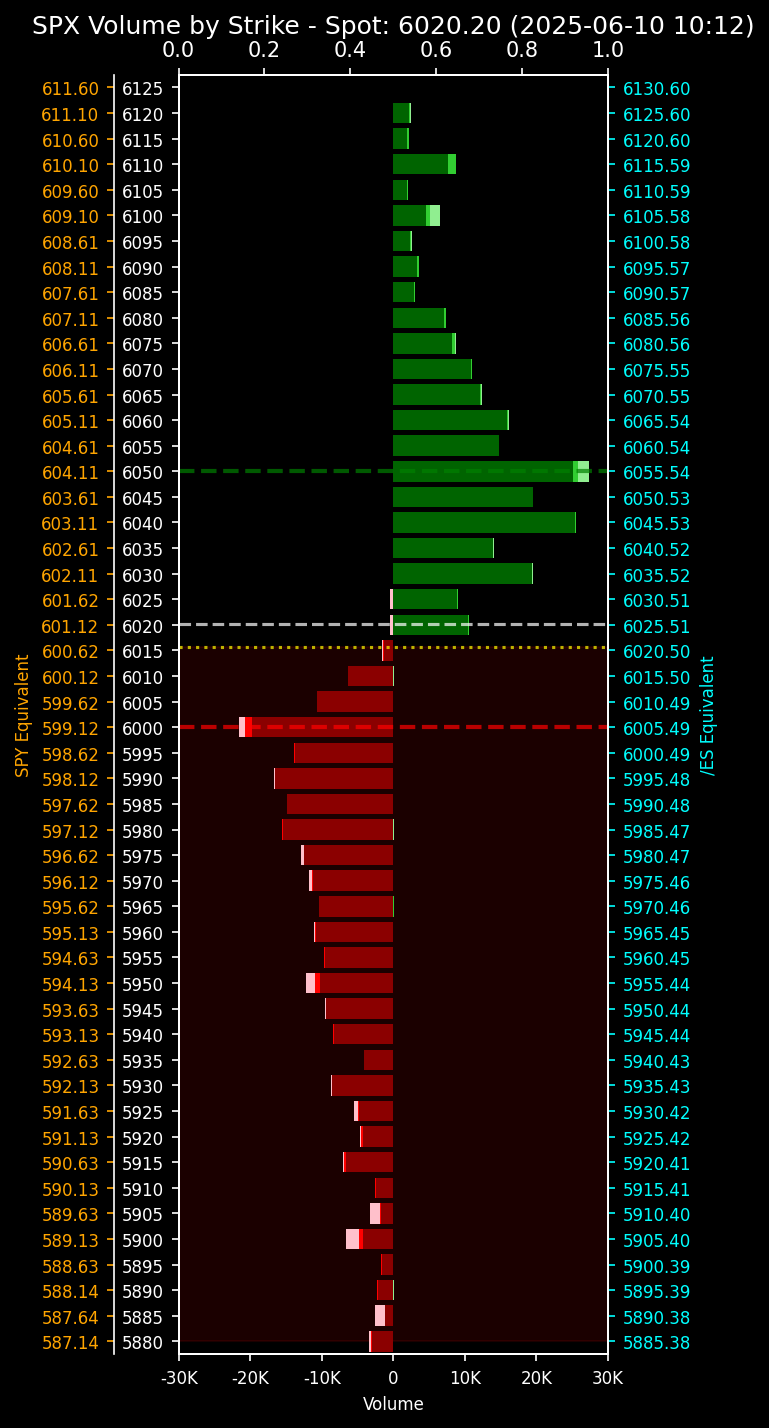 SPX Volume by Strike - Spot: 6020.20 (2025-06-10 10:12)
0.0 0.2 0.4 0.6 0.8 1.0
611.60 6125 6130.60
611.10 6120 6125.60
610.60 6115 6120.60
610.10 6110 6115.59
609.60 6105 6110.59
609.10 6100 6105.58
608.61 6095 6100.58
608.11 6090 6095.57
607.61 6085 6090.57
607.11 6080 6085.56
606.61 6075 6080.56
606.11 6070 6075.55
605.61 6065 6070.55
605.11 6060 6065.54
604.61 6055 6060.54
604.11 6050 6055.54
603.61 6045 6050.53
603.11 6040 6045.53
602.61 6035 6040.52
602.11 6030 6035.52
601.62 6025 6030.51
601.12 6020 6025.51
600.62 6015 6020.50
600.12 6010 6015.50
599.62 6005 6010.49
599.12 6000 6005.49
598.62 5995 6000.49
598.12 5990 5995.48
597.62 5985 5990.48
597.12 5980 5985.47
596.62 5975 5980.47
596.12 5970 5975.46
595.62 5965 5970.46
595.13 5960 5965.45
594.63 5955 5960.45
594.13 5950 5955.44
593.63 5945 5950.44
593.13 5940 5945.44
592.63 5935 5940.43
592.13 5930 5935.43
591.63 5925 5930.42
591.13 5920 5925.42
590.63 5915 5920.41
590.13 5910 5915.41
589.63 5905 5910.40
589.13 5900 5905.40
588.63 5895 5900.39
588.14 5890 5895.39
587.64 5885 5890.38
587.14 5880 5885.38
SPY Equivalent
/ES Equivalent
-30K -20K -10K 0 10K 20K 30K
Volume